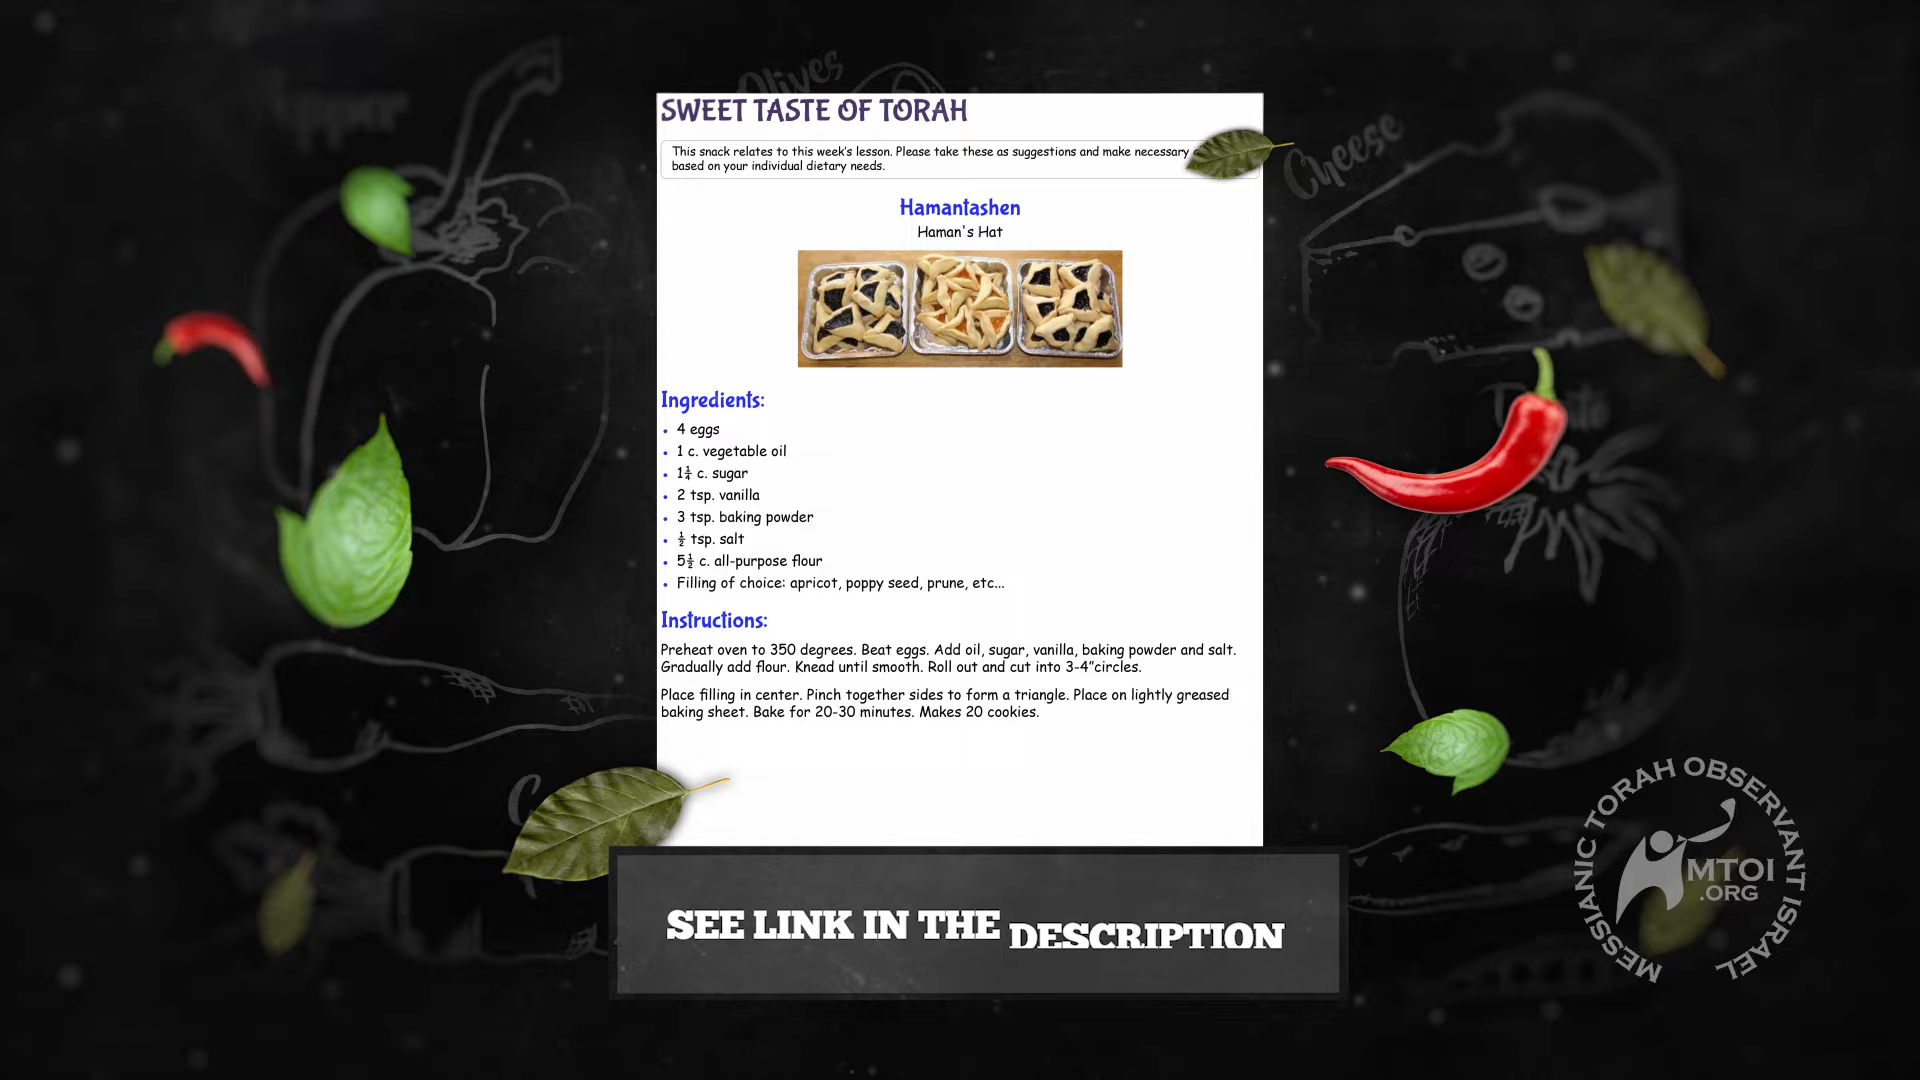 Olives
SWEET TASTE OF TORAH
This snack relates to this week's lesson. Please take these as suggestions and make necessary
based on your individual dietary needs.
Cheese
Hamantashen
Haman's Hat
Ingredients:
• 4 eggs
• 1 c. vegetable oil
• 1¼ c. sugar
• 2 tsp. vanilla
• 3 tsp. baking powder
• ½ tsp. salt
• 5½ c. all-purpose flour
• Filling of choice: apricot, poppy seed, prune, etc...
Instructions:
Preheat oven to 350 degrees. Beat eggs. Add oil, sugar, vanilla, baking powder and salt.
Gradually add flour. Knead until smooth. Roll out and cut into 3-4"circles.
Place filling in center. Pinch together sides to form a triangle. Place on lightly greased
baking sheet. Bake for 20-30 minutes. Makes 20 cookies.
SEE LINK IN THE DESCRIPTION
MESSIANIC TORAH OBSERVANT ISRAEL
MTOI
.ORG